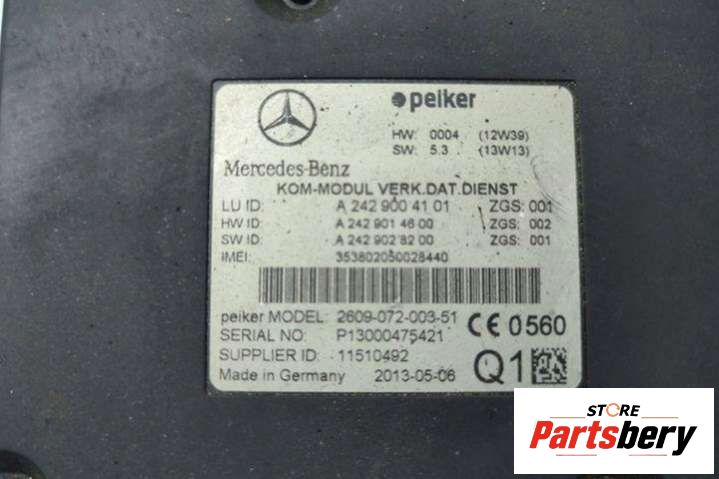 peiker
HW: 0004 (12W39)
SW: 5.3 (13W13)
Mercedes-Benz
KOM-MODUL VERK.DAT.DIENST
LU ID: A 242 900 41 01 ZGS: 001
HW ID: A 242 901 46 00 ZGS: 002
SW ID: A 242 902 82 00 ZGS: 001
IMEI: 353802050028440
peiker MODEL: 2609-072-003-51
SERIAL NO: P13000475421
CE 0560
SUPPLIER ID: 11510492
Made in Germany 2013-05-06
Q1
STORE
Partsbery